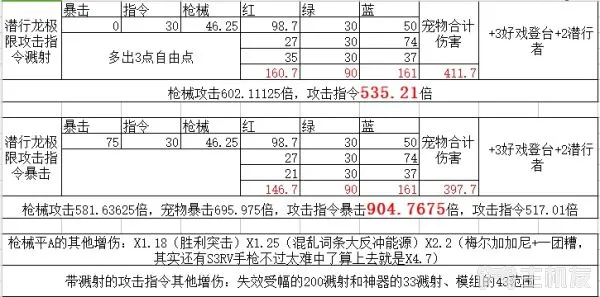 潜行龙极限攻击指令溅射
暴击 指令 枪械 红 绿 蓝 宠物合计伤害 +3好戏登台+2潜行者
0 30 46.25 98.7 30 50
多出3点自由点 27 30 74
35 30 37
160.7 90 161 411.7
枪械攻击602.11125倍，攻击指令535.21倍
潜行龙极限攻击指令暴击
暴击 指令 枪械 红 绿 蓝 宠物合计伤害 +3好戏登台+2潜行者
75 30 46.25 98.7 30 50
27 30 74
21 30 37
146.7 90 161 397.7
枪械攻击581.63625倍，宠物暴击695.975倍，攻击指令暴击904.7675倍，攻击指令517.01倍
枪械平A的其他增伤：X1.18（胜利突击）X1.25（混乱词条大反冲能源）X2.2（梅尔加加尼+一团槽，
其实还有S3RV手枪不过太难中了算上去就是X4.7）
带溅射的攻击指令其他增伤：失效受幅的200溅射和神器的33溅射、模组的43范围